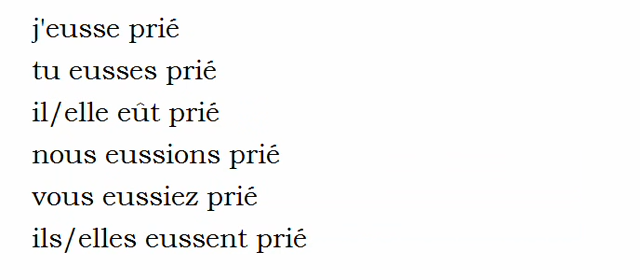 j'eusse prié
tu eusses prié
il/elle eût prié
nous eussions prié
vous eussiez prié
ils/elles eussent prié